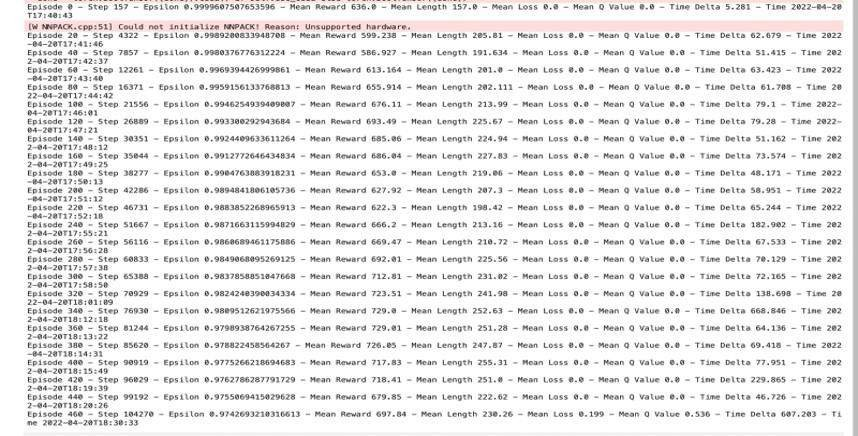 Episode 0 – Step 157 – Epsilon 0.9999607507653596 – Mean Reward 636.0 – Mean Length 157.0 – Mean Loss 0.0 – Mean Q Value 0.0 – Time Delta 5.281 – Time 2022-04-20
T17:40:43
[W NNPACK.cpp:51] Could not initialize NNPACK! Reason: Unsupported hardware.
Episode 20 – Step 4322 – Epsilon 0.9989200833948708 – Mean Reward 599.238 – Mean Length 205.81 – Mean Loss 0.0 – Mean Q Value 0.0 – Time Delta 62.679 – Time 2022
-04-20T17:41:46
Episode 40 – Step 7857 – Epsilon 0.9980376776312224 – Mean Reward 586.927 – Mean Length 191.634 – Mean Loss 0.0 – Mean Q Value 0.0 – Time Delta 51.415 – Time 202
2-04-20T17:42:37
Episode 60 – Step 12261 – Epsilon 0.9969394426999861 – Mean Reward 613.164 – Mean Length 201.0 – Mean Loss 0.0 – Mean Q Value 0.0 – Time Delta 63.423 – Time 202
2-04-20T17:43:40
Episode 80 – Step 16371 – Epsilon 0.9959156133768813 – Mean Reward 655.914 – Mean Length 202.111 – Mean Loss 0.0 – Mean Q Value 0.0 – Time Delta 61.708 – Time 20
22-04-20T17:44:42
Episode 100 – Step 21556 – Epsilon 0.9946254939409007 – Mean Reward 676.11 – Mean Length 213.99 – Mean Loss 0.0 – Mean Q Value 0.0 – Time Delta 79.1 – Time 2022-
04-20T17:46:01
Episode 120 – Step 26889 – Epsilon 0.993300292943684 – Mean Reward 693.49 – Mean Length 225.67 – Mean Loss 0.0 – Mean Q Value 0.0 – Time Delta 79.28 – Time 2022-
04-20T17:47:21
Episode 140 – Step 30351 – Epsilon 0.9924409633611264 – Mean Reward 685.06 – Mean Length 224.94 – Mean Loss 0.0 – Mean Q Value 0.0 – Time Delta 51.162 – Time 202
2-04-20T17:48:12
Episode 160 – Step 35044 – Epsilon 0.9912772646434834 – Mean Reward 686.04 – Mean Length 227.83 – Mean Loss 0.0 – Mean Q Value 0.0 – Time Delta 73.574 – Time 202
2-04-20T17:49:25
Episode 180 – Step 38277 – Epsilon 0.9904763883918231 – Mean Reward 653.0 – Mean Length 219.06 – Mean Loss 0.0 – Mean Q Value 0.0 – Time Delta 48.171 – Time 2022
-04-20T17:50:13
Episode 200 – Step 42286 – Epsilon 0.9894841806105736 – Mean Reward 627.92 – Mean Length 207.3 – Mean Loss 0.0 – Mean Q Value 0.0 – Time Delta 58.951 – Time 2022
-04-20T17:51:12
Episode 220 – Step 46731 – Epsilon 0.9883852268965913 – Mean Reward 622.3 – Mean Length 198.42 – Mean Loss 0.0 – Mean Q Value 0.0 – Time Delta 65.244 – Time 2022
-04-20T17:52:18
Episode 240 – Step 51667 – Epsilon 0.9871663115994829 – Mean Reward 666.2 – Mean Length 213.16 – Mean Loss 0.0 – Mean Q Value 0.0 – Time Delta 182.902 – Time 202
2-04-20T17:55:21
Episode 260 – Step 56116 – Epsilon 0.9860689461175886 – Mean Reward 669.47 – Mean Length 210.72 – Mean Loss 0.0 – Mean Q Value 0.0 – Time Delta 67.533 – Time 202
2-04-20T17:56:28
Episode 280 – Step 60833 – Epsilon 0.9849068095269125 – Mean Reward 692.01 – Mean Length 225.56 – Mean Loss 0.0 – Mean Q Value 0.0 – Time Delta 70.129 – Time 202
2-04-20T17:57:38
Episode 300 – Step 65388 – Epsilon 0.9837858851047668 – Mean Reward 712.81 – Mean Length 231.02 – Mean Loss 0.0 – Mean Q Value 0.0 – Time Delta 72.165 – Time 202
2-04-20T17:58:50
Episode 320 – Step 70929 – Epsilon 0.9824240390034334 – Mean Reward 723.51 – Mean Length 241.98 – Mean Loss 0.0 – Mean Q Value 0.0 – Time Delta 138.698 – Time 20
22-04-20T18:01:09
Episode 340 – Step 76930 – Epsilon 0.9809512621975566 – Mean Reward 729.0 – Mean Length 252.63 – Mean Loss 0.0 – Mean Q Value 0.0 – Time Delta 668.846 – Time 202
2-04-20T18:12:18
Episode 360 – Step 81244 – Epsilon 0.9798938764267255 – Mean Reward 729.01 – Mean Length 251.28 – Mean Loss 0.0 – Mean Q Value 0.0 – Time Delta 64.136 – Time 202
2-04-20T18:13:22
Episode 380 – Step 85620 – Epsilon 0.978822458564267 – Mean Reward 726.05 – Mean Length 247.87 – Mean Loss 0.0 – Mean Q Value 0.0 – Time Delta 69.418 – Time 2022
-04-20T18:14:31
Episode 400 – Step 90919 – Epsilon 0.9775266218694683 – Mean Reward 717.83 – Mean Length 255.31 – Mean Loss 0.0 – Mean Q Value 0.0 – Time Delta 77.951 – Time 202
2-04-20T18:15:49
Episode 420 – Step 96029 – Epsilon 0.9762786287791729 – Mean Reward 718.41 – Mean Length 251.0 – Mean Loss 0.0 – Mean Q Value 0.0 – Time Delta 229.865 – Time 202
2-04-20T18:19:39
Episode 440 – Step 99192 – Epsilon 0.9755069415029628 – Mean Reward 679.85 – Mean Length 222.62 – Mean Loss 0.0 – Mean Q Value 0.0 – Time Delta 46.726 – Time 202
2-04-20T18:20:26
Episode 460 – Step 104270 – Epsilon 0.9742693210316613 – Mean Reward 697.84 – Mean Length 230.26 – Mean Loss 0.199 – Mean Q Value 0.536 – Time Delta 607.203 – Ti
me 2022-04-20T18:30:33